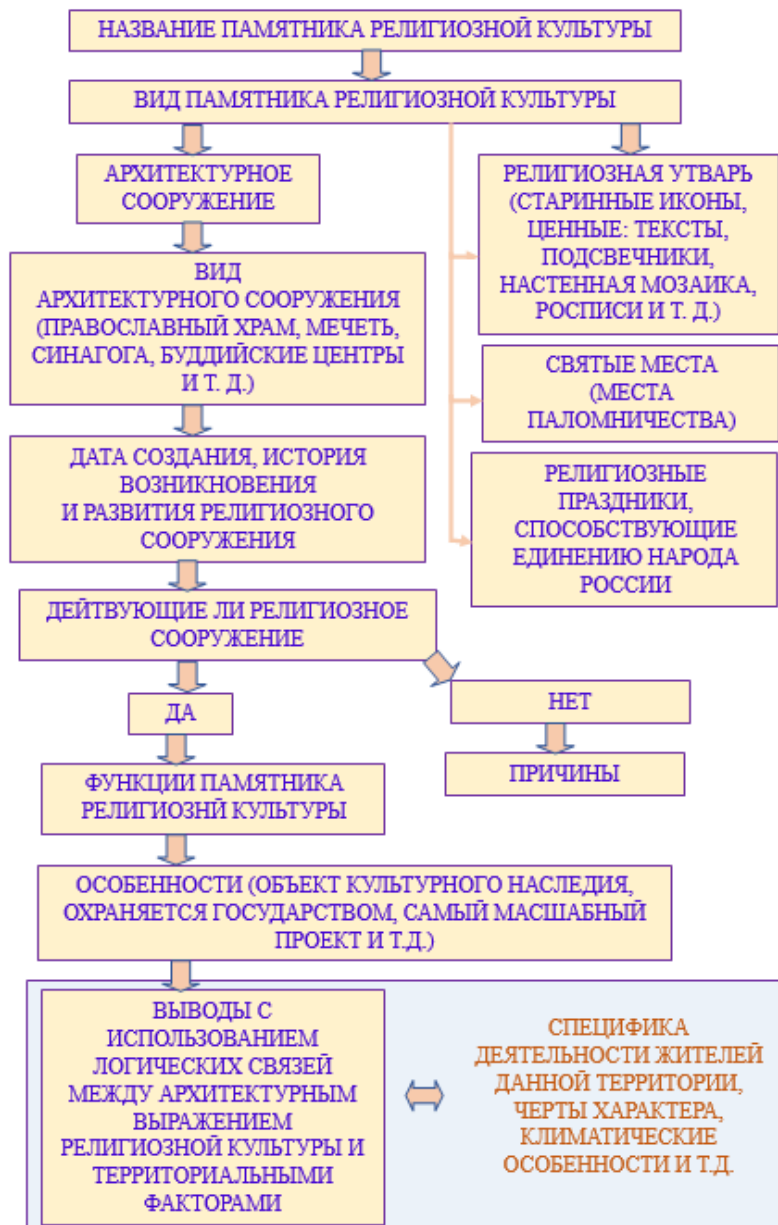 НАЗВАНИЕ ПАМЯТНИКА РЕЛИГИОЗНОЙ КУЛЬТУРЫ
ВИД ПАМЯТНИКА РЕЛИГИОЗНОЙ КУЛЬТУРЫ
АРХИТЕКТУРНОЕ
СООРУЖЕНИЕ
ВИД
АРХИТЕКТУРНОГО СООРУЖЕНИЯ
(ПРАВОСЛАВНЫЙ ХРАМ, МЕЧЕТЬ,
СИНАГОГА, БУДДИЙСКИЕ ЦЕНТРЫ
И Т. Д.)
ДАТА СОЗДАНИЯ, ИСТОРИЯ
ВОЗНИКНОВЕНИЯ
И РАЗВИТИЯ РЕЛИГИОЗНОГО
СООРУЖЕНИЯ
ДЕЙТВУЮЩИЕ ЛИ РЕЛИГИОЗНОЕ
СООРУЖЕНИЕ
ДА
ФУНКЦИИ ПАМЯТНИКА
РЕЛИГИОЗНЙ КУЛЬТУРЫ
РЕЛИГИОЗНАЯ УТВАРЬ
(СТАРИННЫЕ ИКОНЫ,
ЦЕННЫЕ: ТЕКСТЫ,
ПОДСВЕЧНИКИ,
НАСТЕННАЯ МОЗАИКА,
РОСПИСИ И Т. Д.)
СВЯТЫЕ МЕСТА
(МЕСТА
ПАЛОМНИЧЕСТВА)
РЕЛИГИОЗНЫЕ
ПРАЗДНИКИ,
СПОСОБСТВУЮЩИЕ
ЕДИНЕНИЮ НАРОДА
РОССИИ
НЕТ
ПРИЧИНЫ
ОСОБЕННОСТИ (ОБЪЕКТ КУЛЬТУРНОГО НАСЛЕДИЯ,
ОХРАНЯЕТСЯ ГОСУДАРСТВОМ, САМЫЙ МАСШАБНЫЙ
ПРОЕКТ И Т.Д.)
ВЫВОДЫ С
ИСПОЛЬЗОВАНИЕМ
ЛОГИЧЕСКИХ СВЯЗЕЙ
МЕЖДУ АРХИТЕКТУРНЫМ
ВЫРАЖЕНИЕМ
РЕЛИГИОЗНОЙ КУЛЬТУРЫ И
ТЕРРИТОРИАЛЬНЫМИ
ФАКТОРАМИ
СПЕЦИФИКА
ДЕЯТЕЛЬНОСТИ ЖИТЕЛЕЙ
ДАННОЙ ТЕРРИТОРИИ,
ЧЕРТЫ ХАРАКТЕРА,
КЛИМАТИЧЕСКИЕ
ОСОБЕННОСТИ И Т.Д.